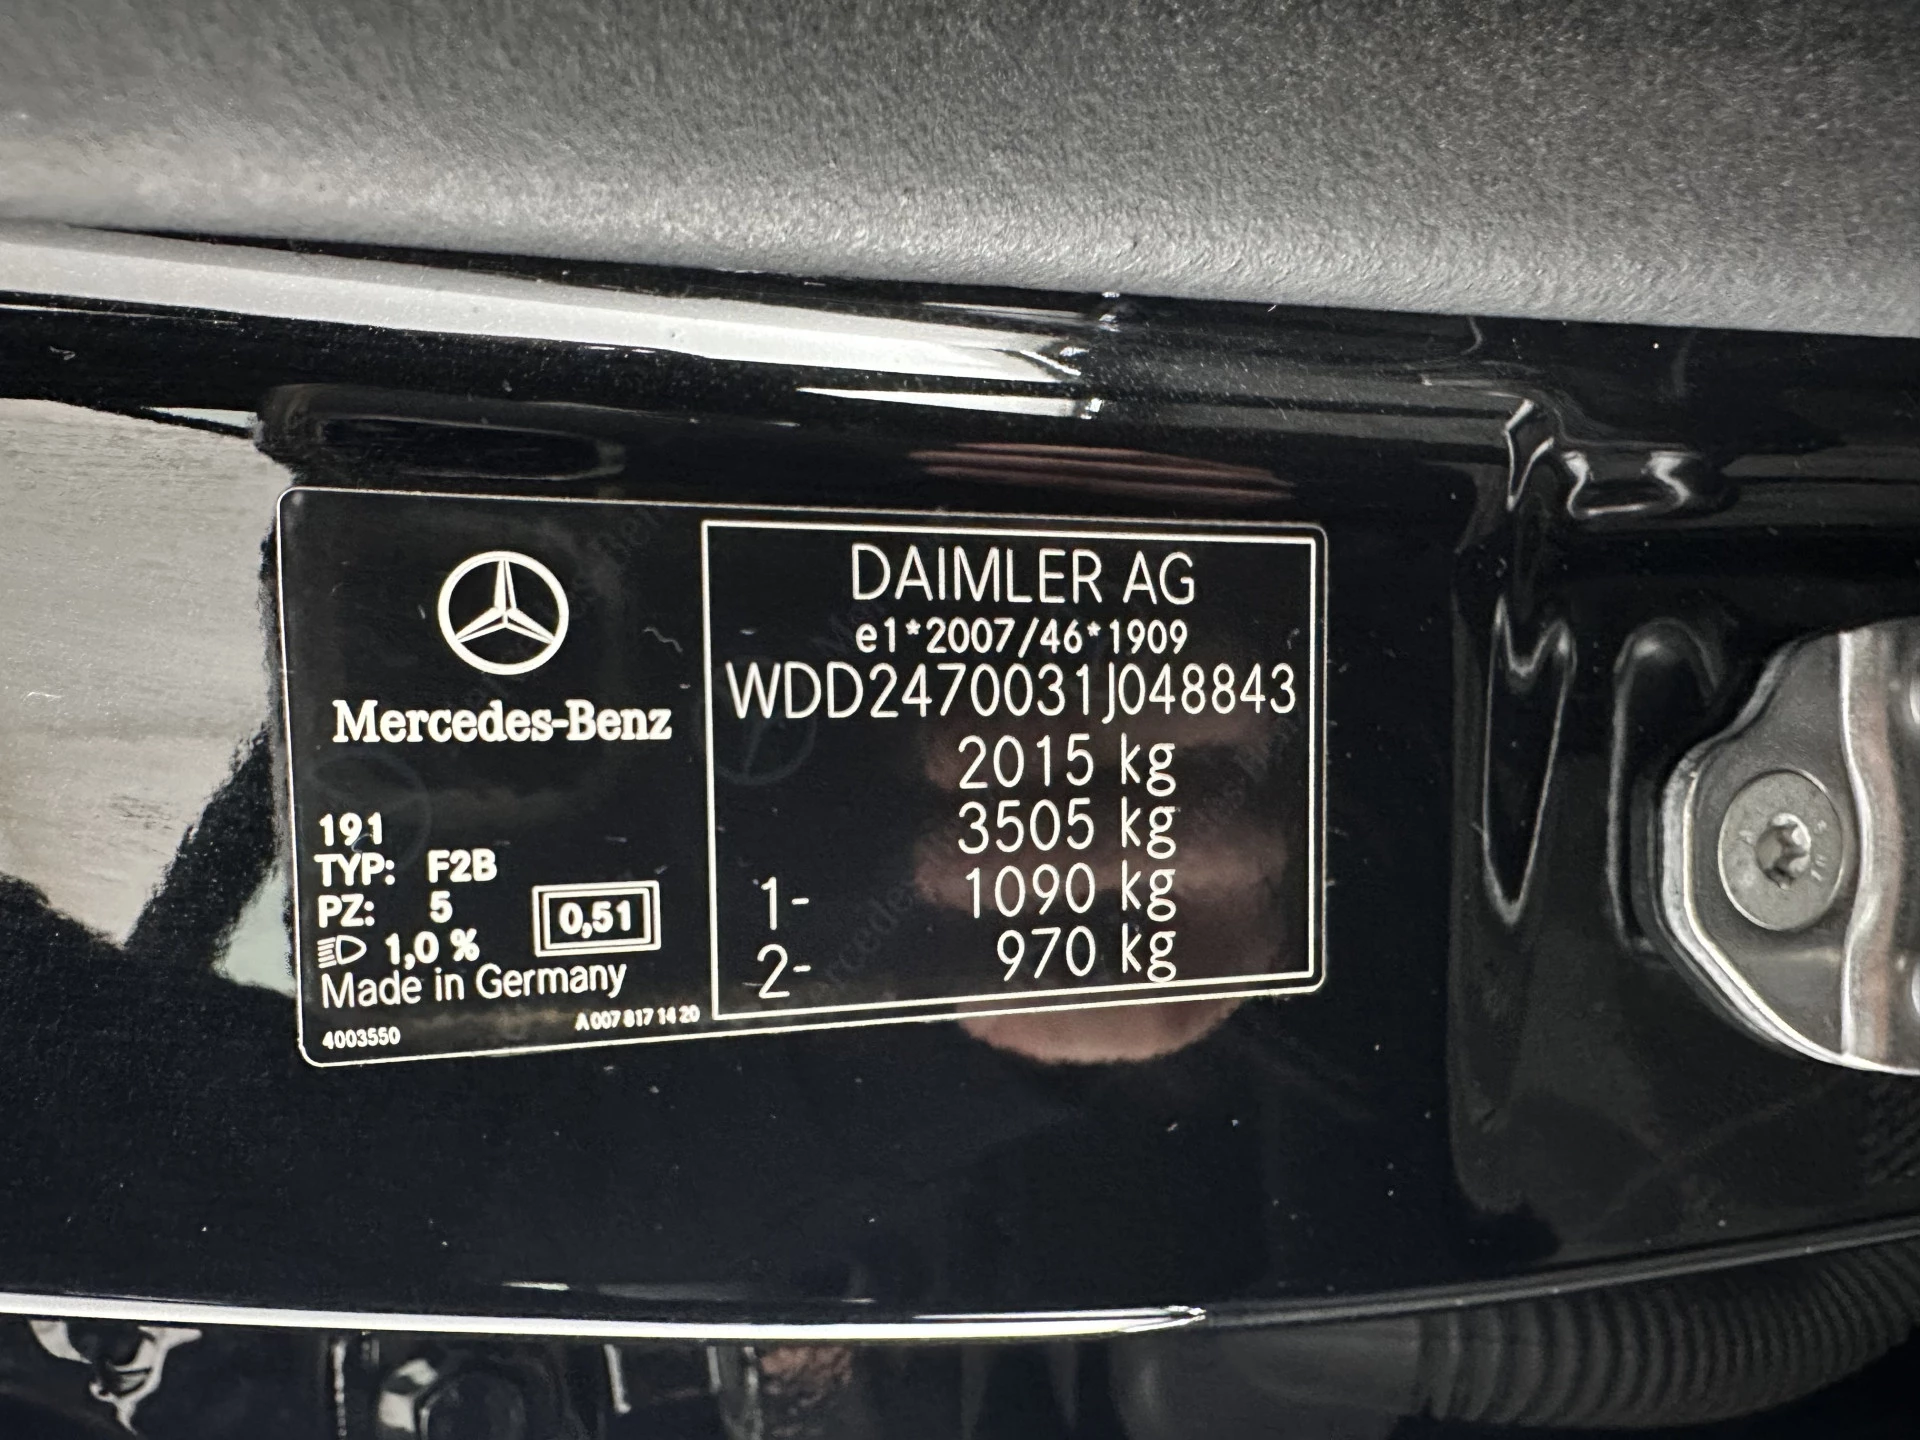 Mercedes-Benz
191
TYP: F2B
PZ: 5
1,0 %
0,51
Made in Germany
4003550
A 007 817 14 20
DAIMLER AG
e1*2007/46*1909
WDD2470031J048843
2015 kg
3505 kg
1- 1090 kg
2- 970 kg